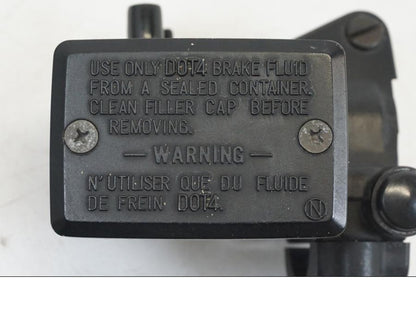 USE ONLY DOT4 BRAKE FLUID
FROM A SEALED CONTAINER.
CLEAN FILLER CAP BEFORE
REMOVING.
— WARNING —
N'UTILISER QUE DU FLUIDE
DE FREIN DOT4.
N